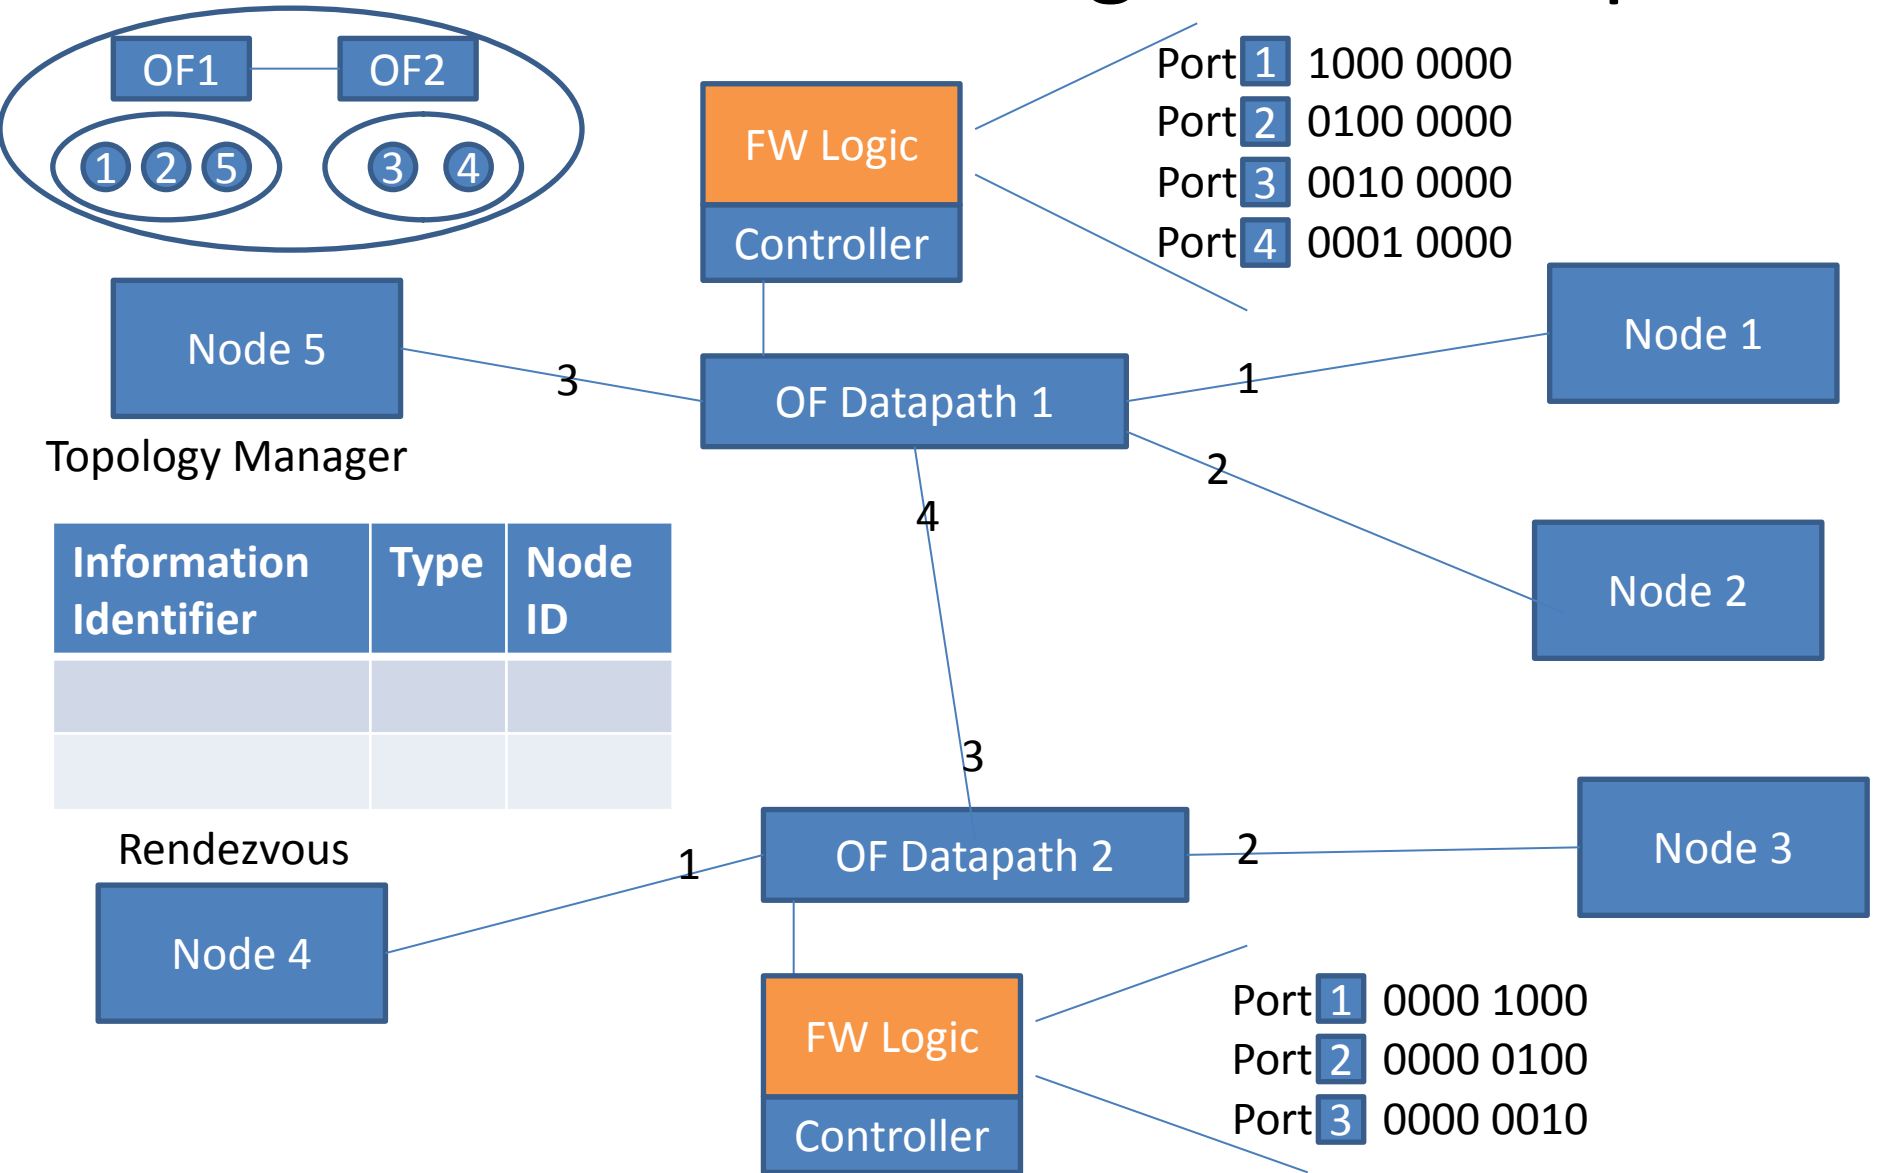 OF1
OF2
1 2 5
3 4
FW Logic
Controller
Port 1 1000 0000
Port 2 0100 0000
Port 3 0010 0000
Port 4 0001 0000
Node 5
3
OF Datapath 1
1
Node 1
Topology Manager
2
4
Node 2
Information Identifier
Type
Node ID
3
Rendezvous
1
OF Datapath 2
2
Node 3
Node 4
FW Logic
Controller
Port 1 0000 1000
Port 2 0000 0100
Port 3 0000 0010